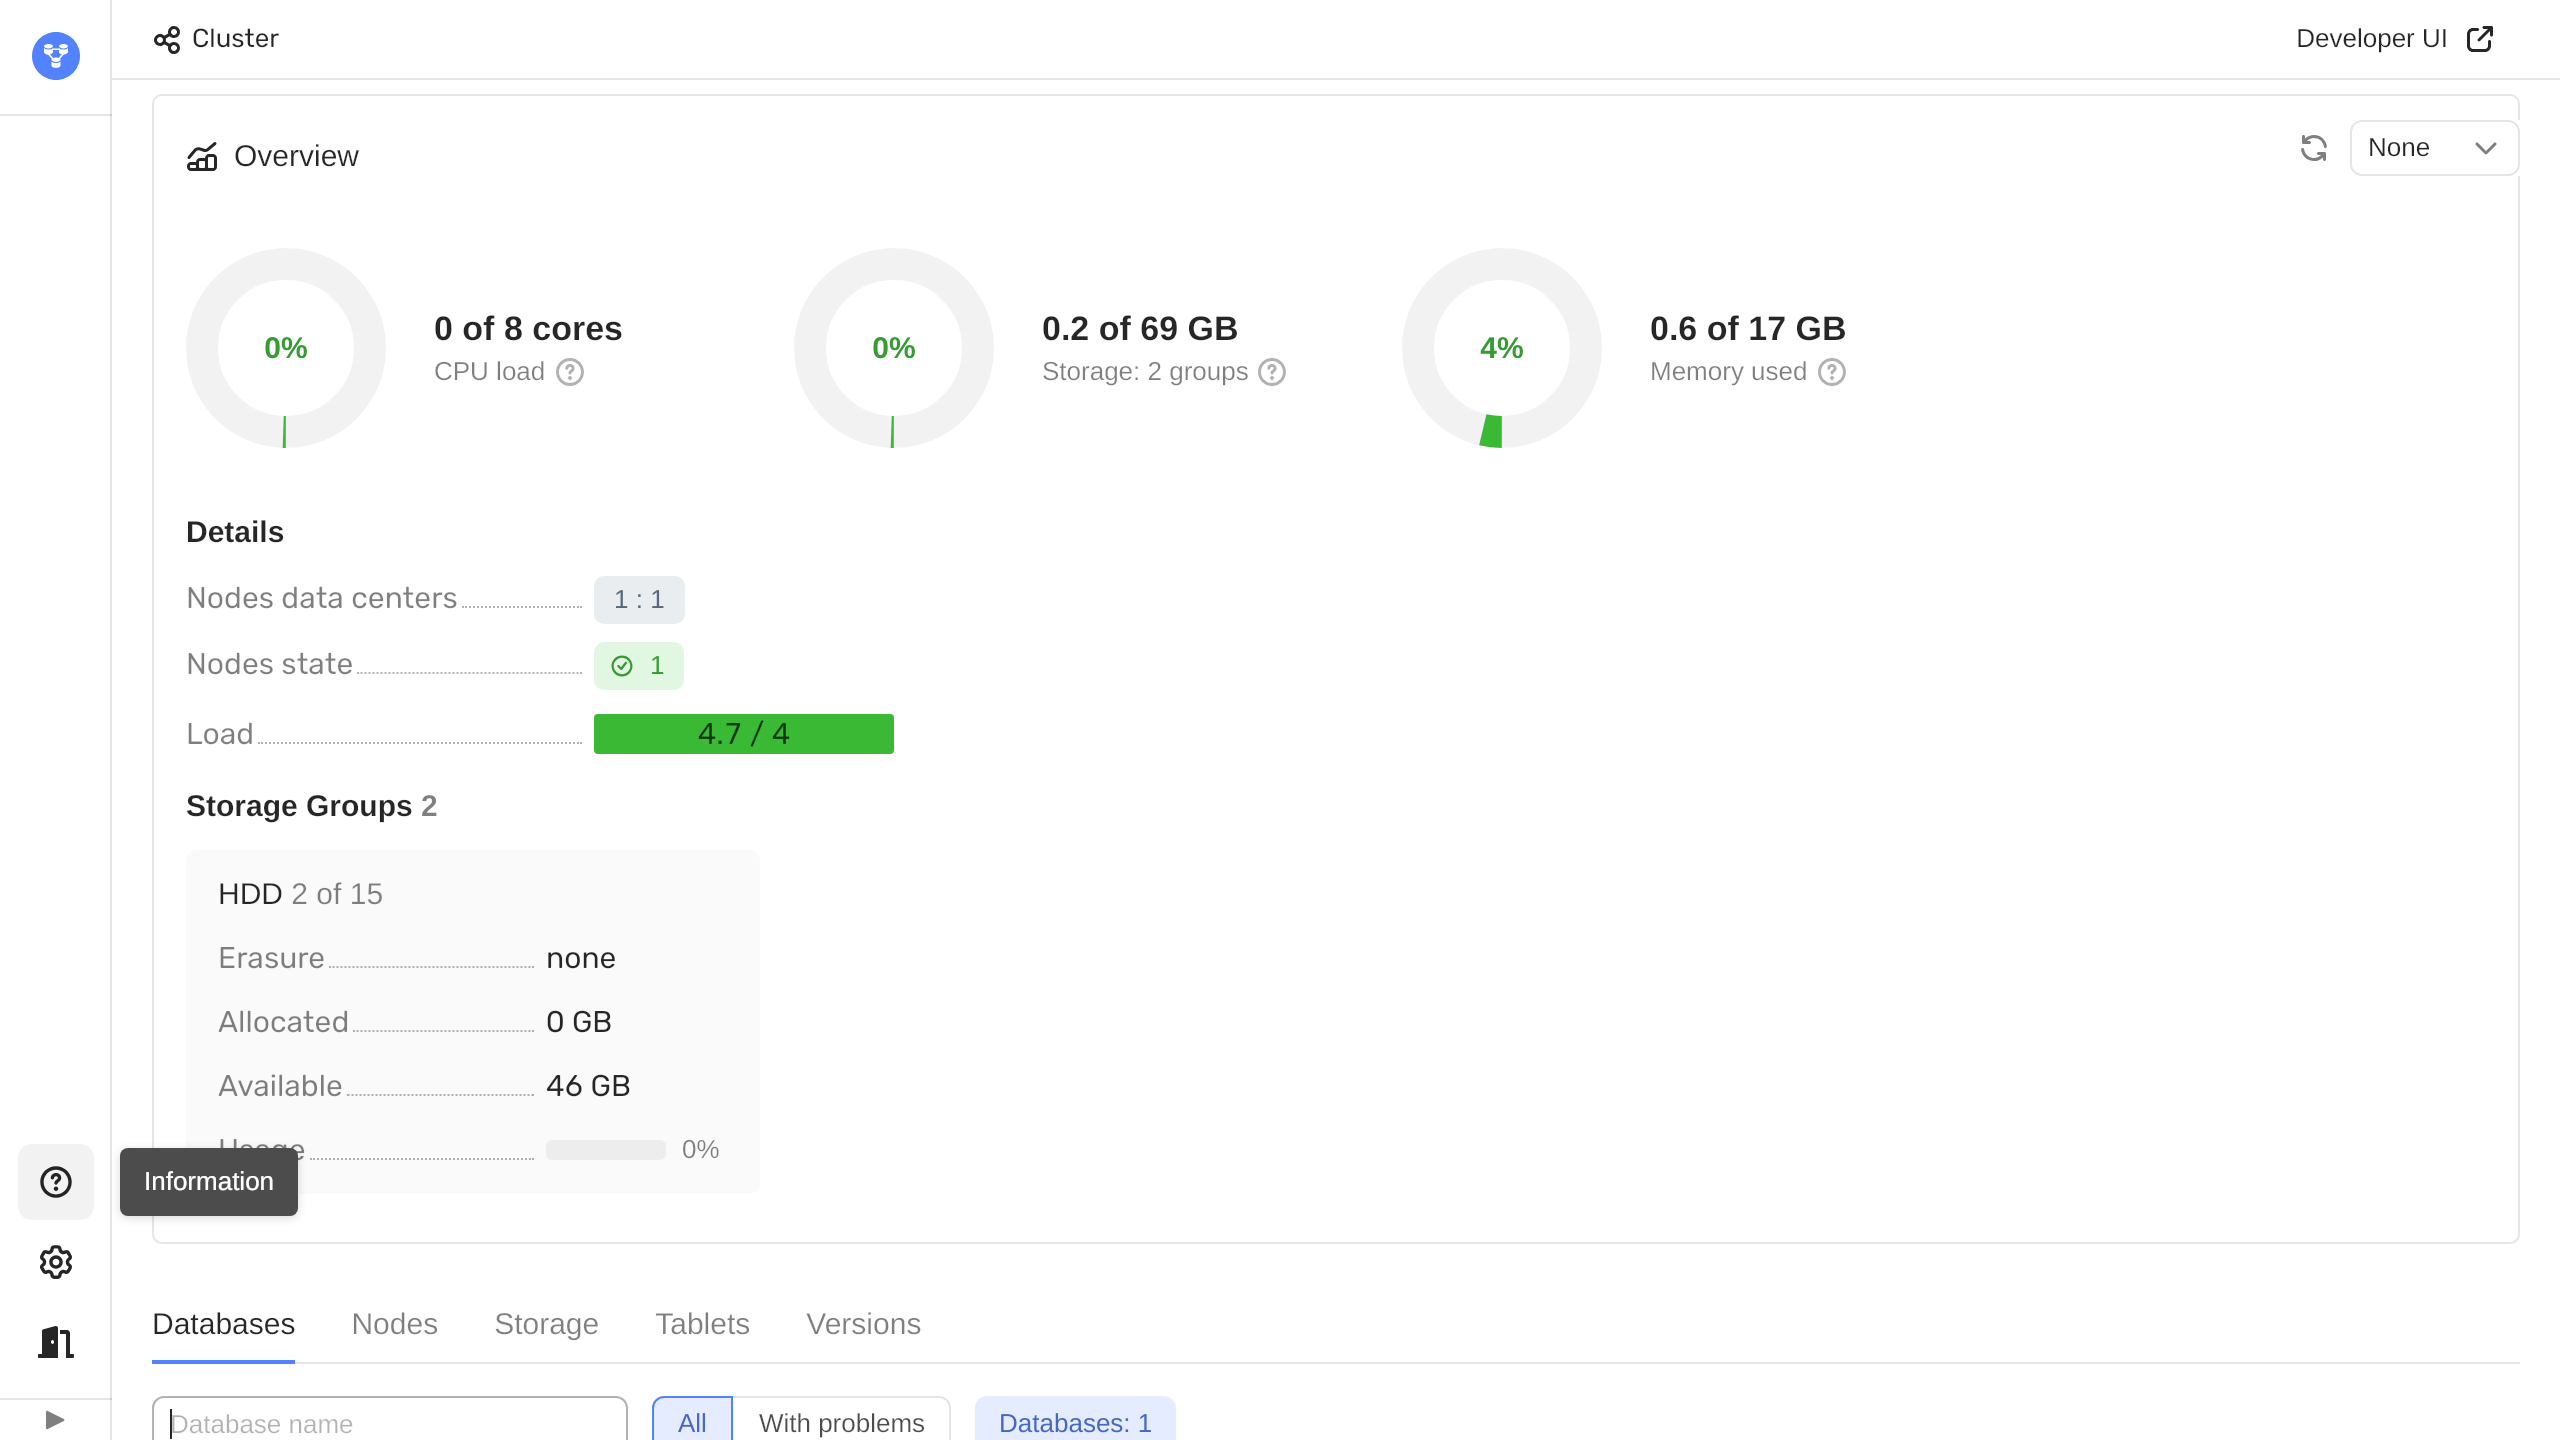 Cluster
Developer UI
Overview
None
0%
0 of 8 cores
CPU load
0%
0.2 of 69 GB
Storage: 2 groups
4%
0.6 of 17 GB
Memory used
Details
Nodes data centers
1 : 1
Nodes state
1
Load
4.7 / 4
Storage Groups 2
HDD 2 of 15
Erasure
none
Allocated
0 GB
Available
46 GB
0%
Information
Databases
Nodes
Storage
Tablets
Versions
Database name
All
With problems
Databases: 1